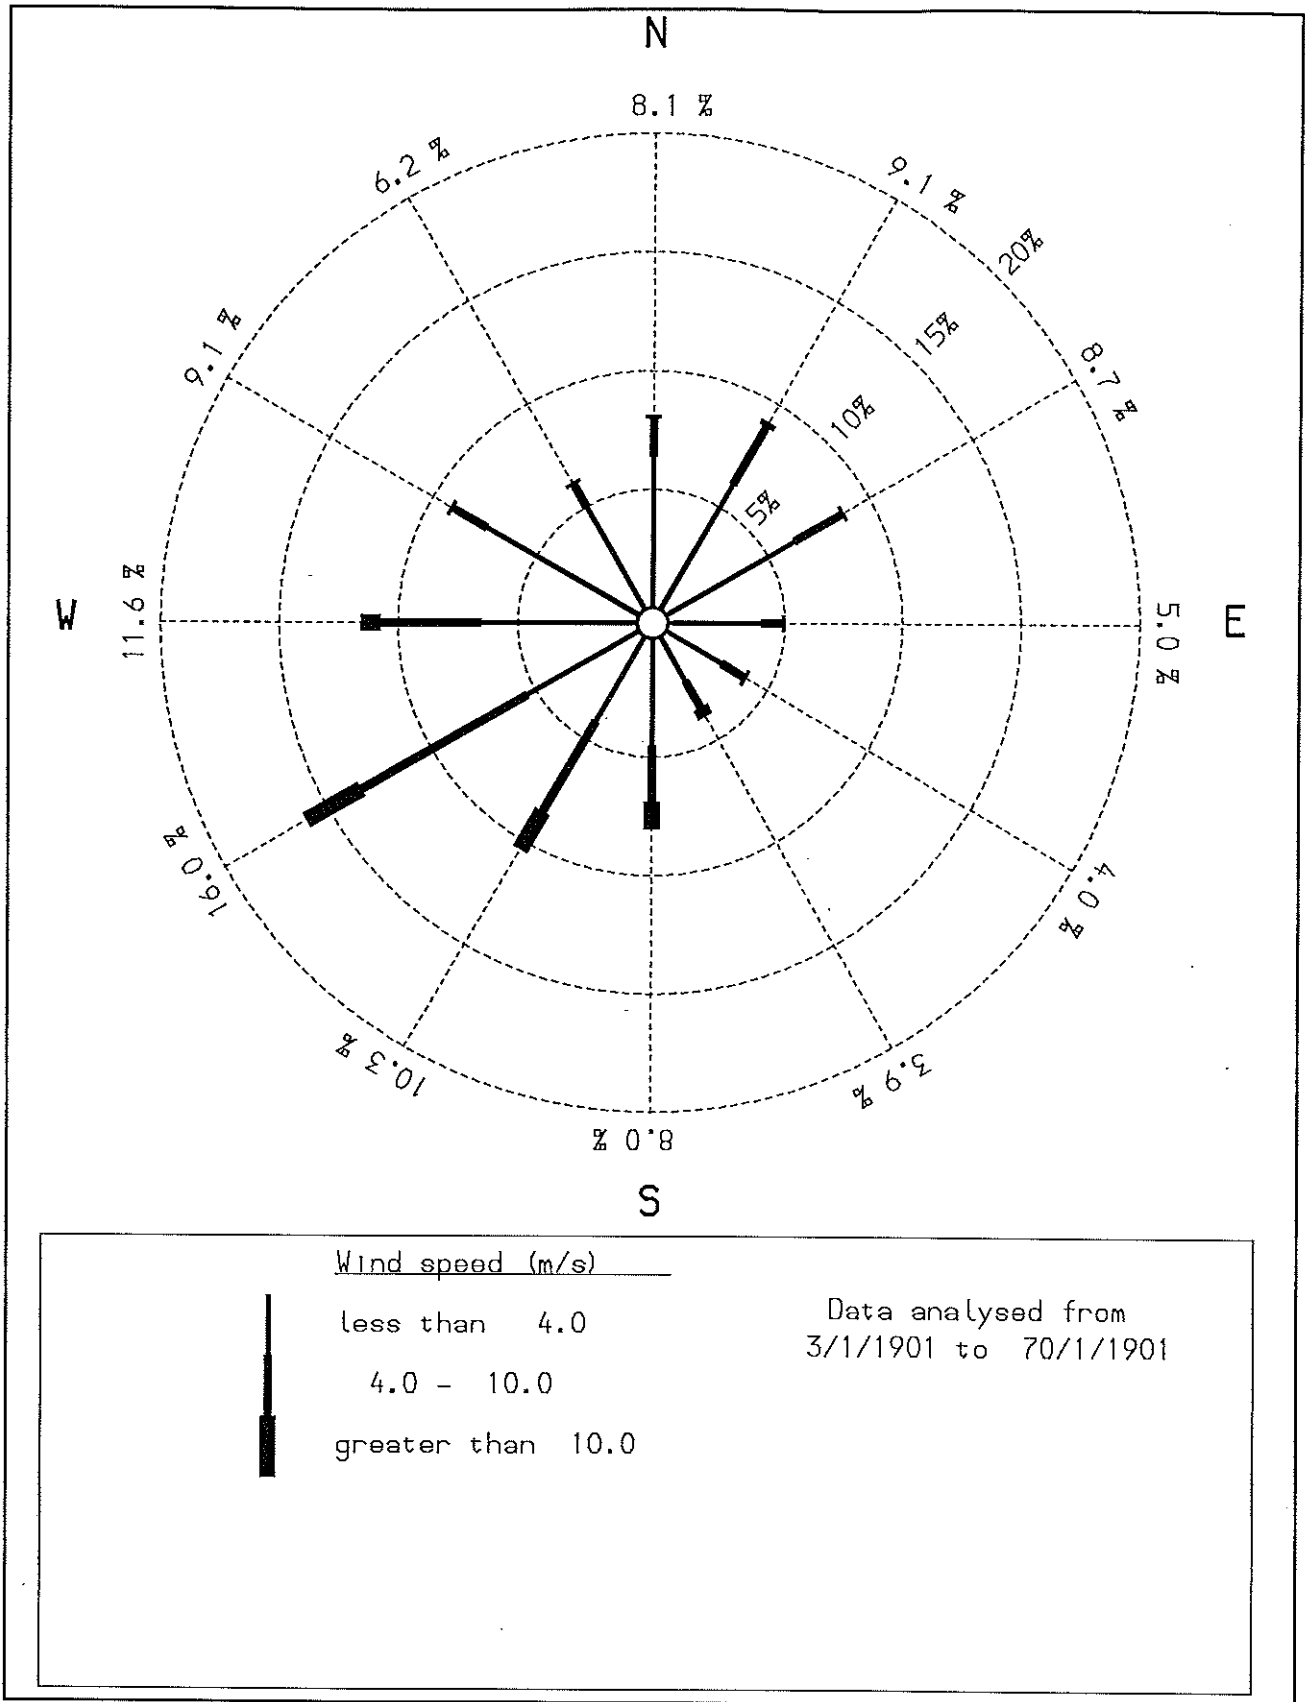 N
8.1 %
6.2 %
9.1 %
20%
9.1 %
15%
8.7 %
10%
5%
11.6 %
W
5.0 %
E
16.0 %
4.0 %
10.3 %
3.9 %
8.0 %
S
Wind speed (m/s)
less than 4.0
4.0 - 10.0
greater than 10.0
Data analysed from
3/1/1901 to 70/1/1901